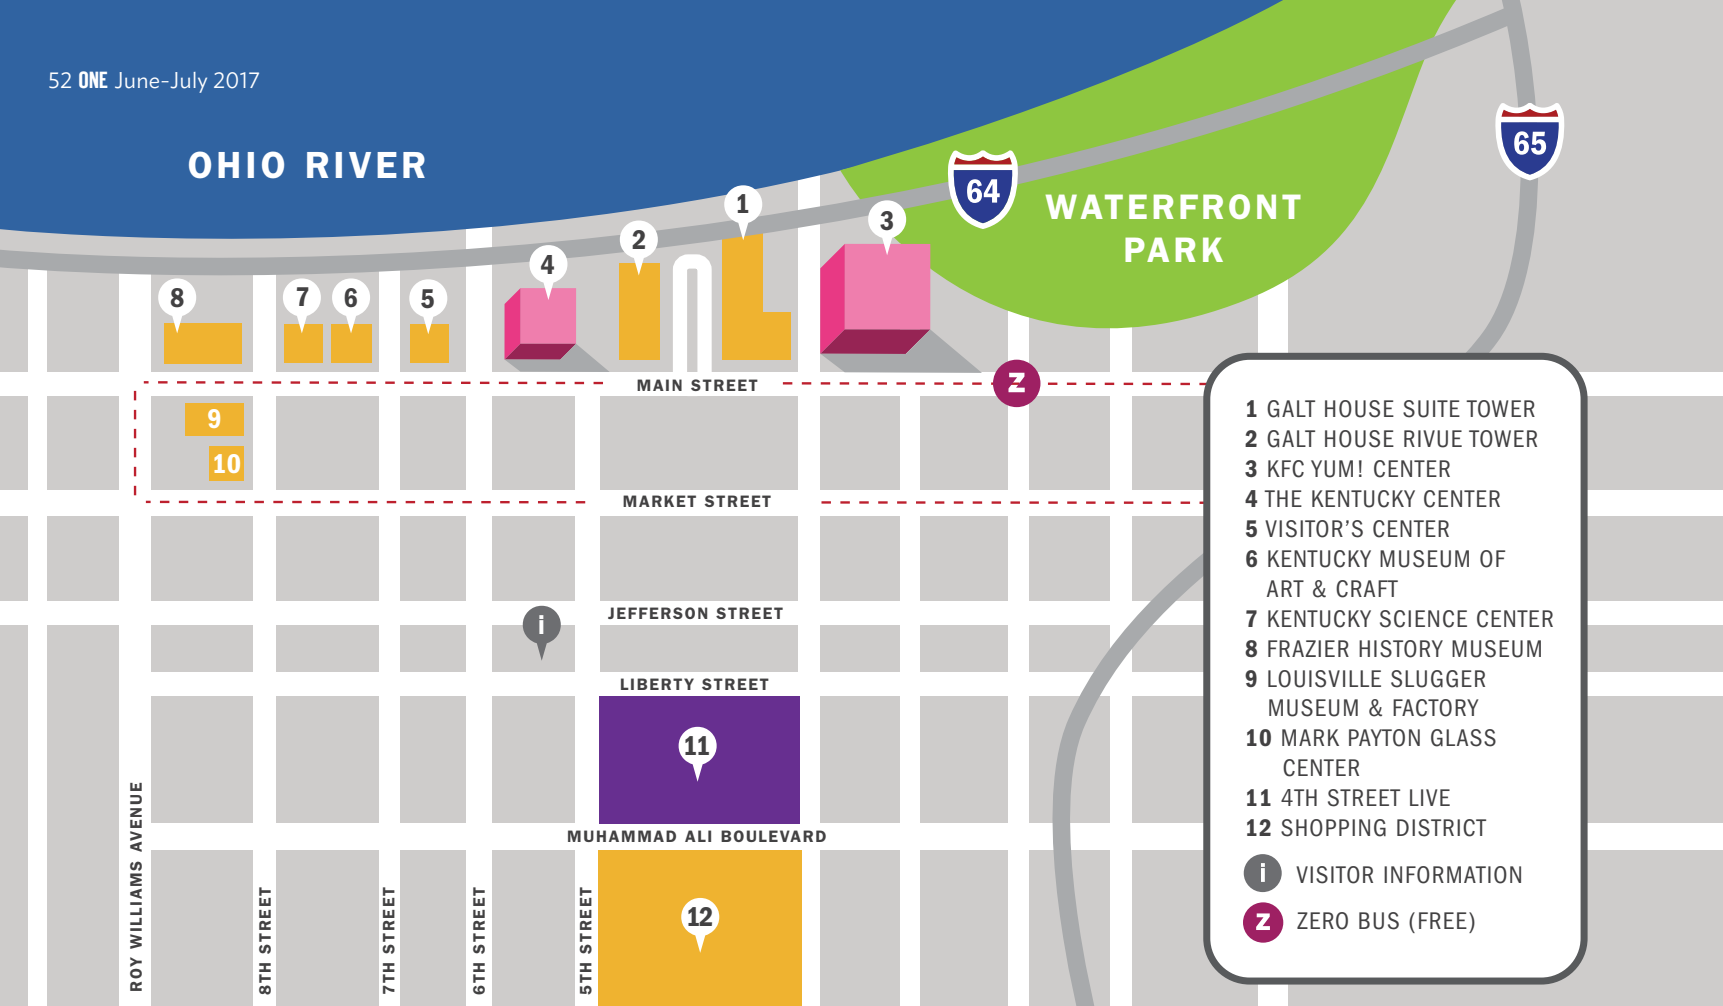 52 ONE June-July 2017
OHIO RIVER
65
64
WATERFRONT
PARK
1
2
3
4
8
7
6
5
MAIN STREET
Z
9
10
MARKET STREET
i
JEFFERSON STREET
LIBERTY STREET
11
MUHAMMAD ALI BOULEVARD
12
ROY WILLIAMS AVENUE
8TH STREET
7TH STREET
6TH STREET
5TH STREET
1 GALT HOUSE SUITE TOWER
2 GALT HOUSE RIVUE TOWER
3 KFC YUM! CENTER
4 THE KENTUCKY CENTER
5 VISITOR'S CENTER
6 KENTUCKY MUSEUM OF
ART & CRAFT
7 KENTUCKY SCIENCE CENTER
8 FRAZIER HISTORY MUSEUM
9 LOUISVILLE SLUGGER
MUSEUM & FACTORY
10 MARK PAYTON GLASS
CENTER
11 4TH STREET LIVE
12 SHOPPING DISTRICT
i VISITOR INFORMATION
Z ZERO BUS (FREE)